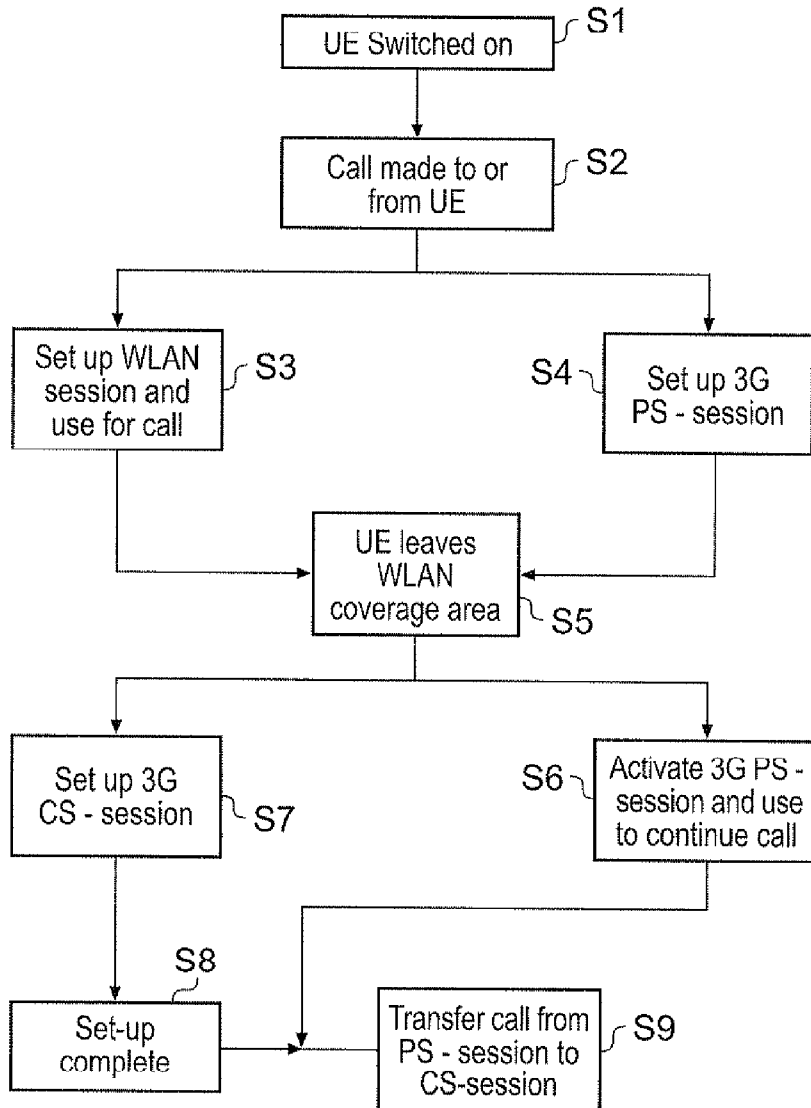 UE Switched on
S1
Call made to or
from UE
S2
Set up WLAN
session and
use for call
S3
S4
Set up 3G
PS - session
UE leaves
WLAN
coverage area
S5
Set up 3G
CS - session
S7
S6
Activate 3G PS -
session and use
to continue call
S8
Set-up
complete
Transfer call from
PS - session to
CS-session
S9